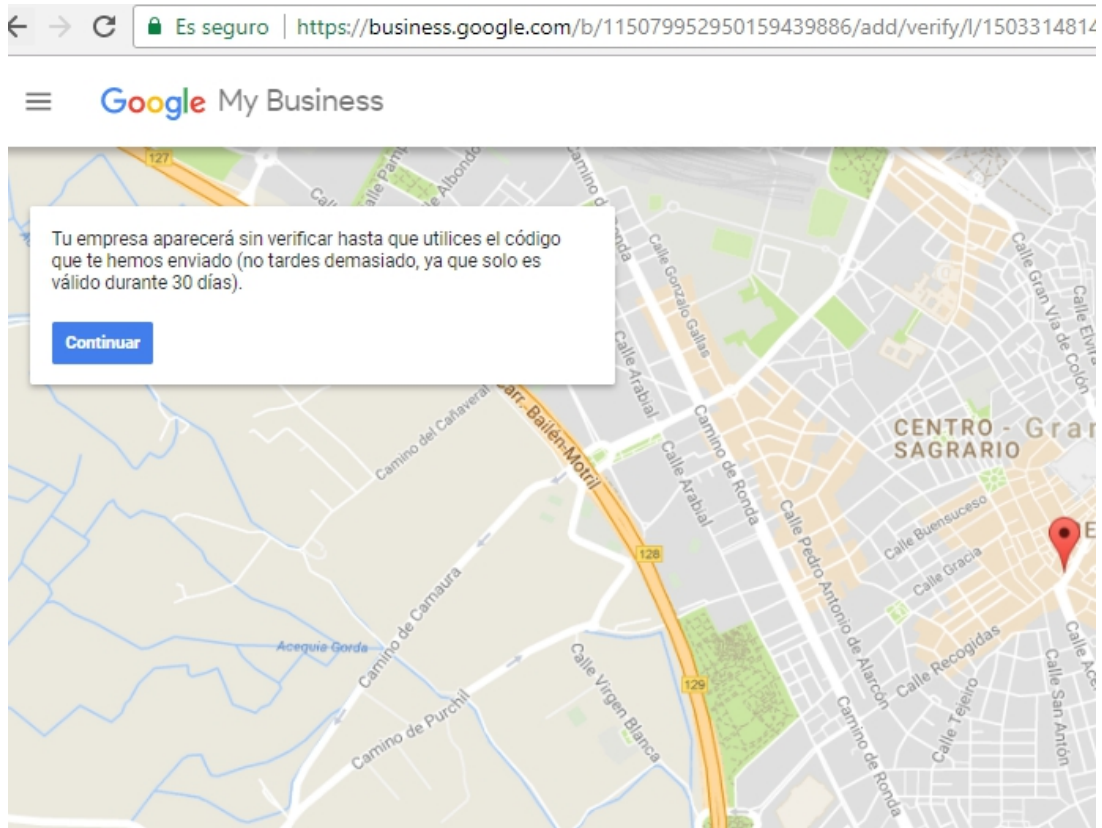 Es seguro
https://business.google.com/b/115079952950159439886/add/verify/l/1503314814
Google My Business
Tu empresa aparecerá sin verificar hasta que utilices el código
que te hemos enviado (no tardes demasiado, ya que solo es
válido durante 30 días).
Continuar
127
Camino de Ronda
Calle Gonzalo Gallas
Calle Gran Vía de Colón
Calle Elvira
Calle Arabial
Carr. Bailén-Motril
Camino del Cañaveral
Camino de Ronda
Calle Arabial
CENTRO - Gran
SAGRARIO
Calle Buensuceso
Calle Gracia
Calle Pedro Antonio de Alarcón
128
Camino de Camaura
Acequia Gorda
Calle Recogidas
Calle Virgen Blanca
129
Calle San Antón
Calle Tejeiro
Camino de Purchil
Camino de Ronda